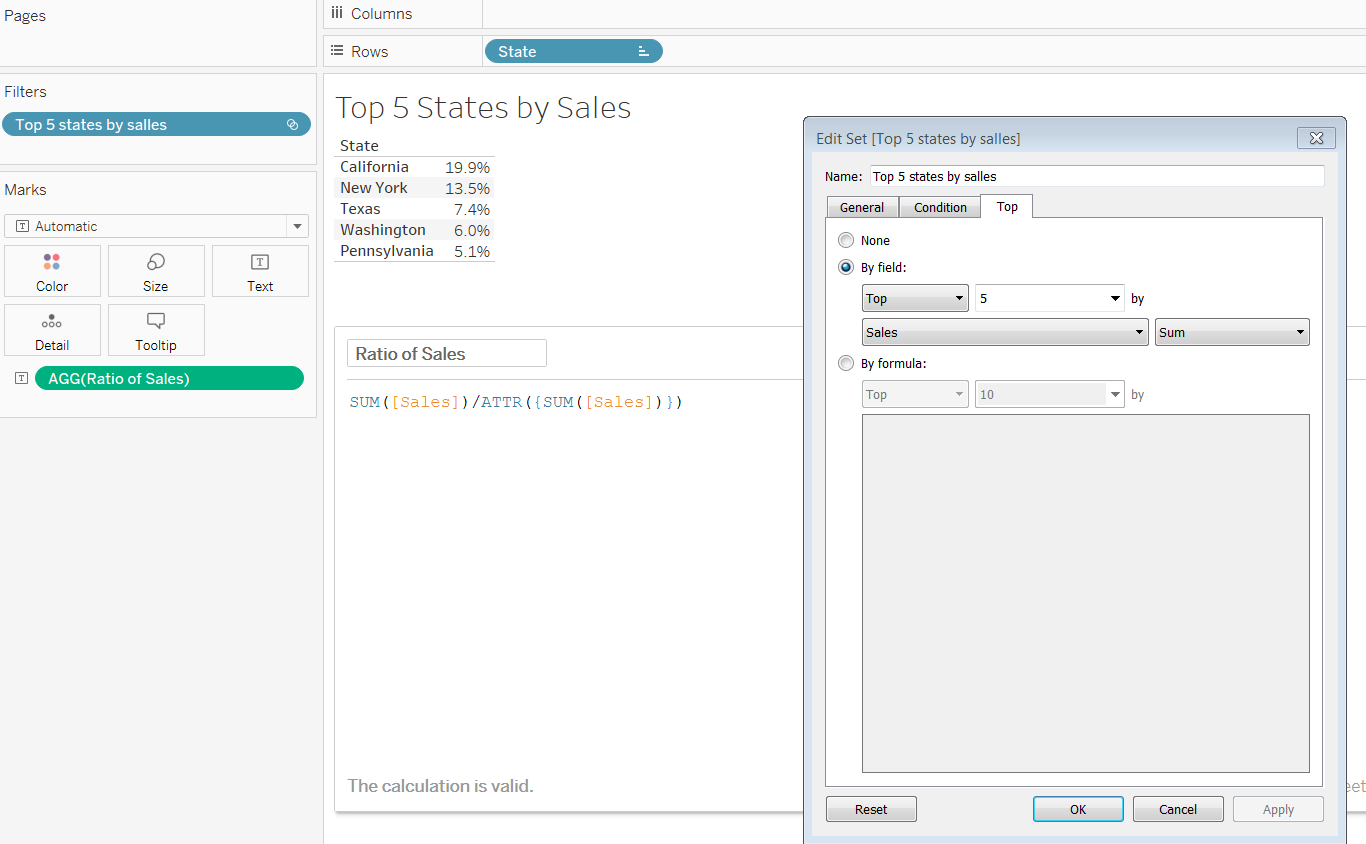 Pages
Columns
Rows
State
Filters
Top 5 states by salles
Marks
Automatic
Color
Size
Text
Detail
Tooltip
AGG(Ratio of Sales)
Top 5 States by Sales
State
California 19.9%
New York 13.5%
Texas 7.4%
Washington 6.0%
Pennsylvania 5.1%
Ratio of Sales
SUM([Sales])/ATTR({SUM([Sales])})
The calculation is valid.
Edit Set [Top 5 states by salles]
Name: Top 5 states by salles
General Condition Top
None
By field:
Top 5 by
Sales Sum
By formula:
Top 10 by
Reset OK Cancel Apply